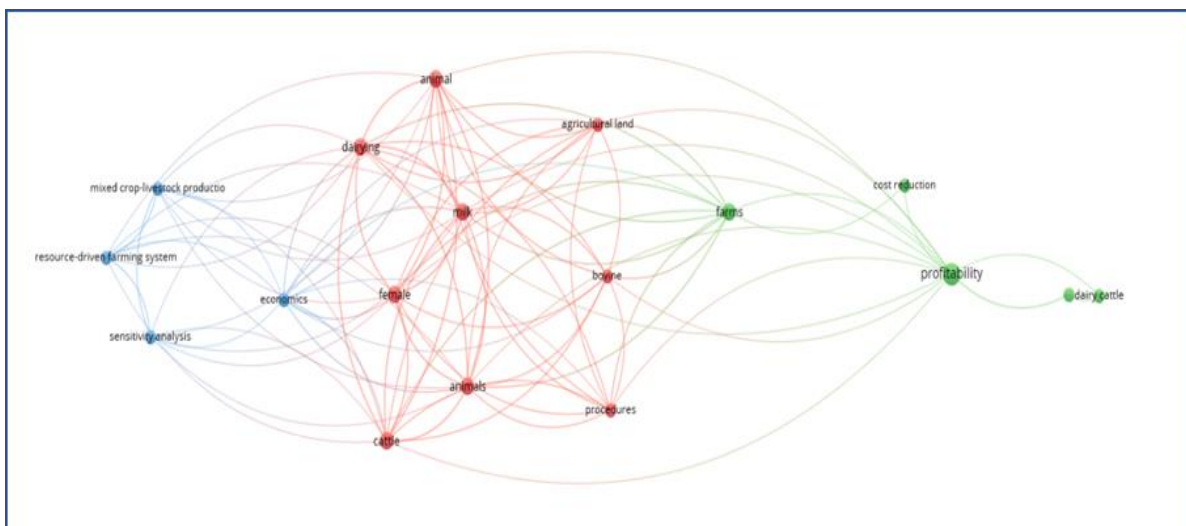 animal
agricultural land
dairying
mixed crop-livestock productio
cost reduction
milk
farms
resource-driven farming system
bovine
profitability
economics
female
dairy cattle
sensitivity analysis
animals
procedures
cattle